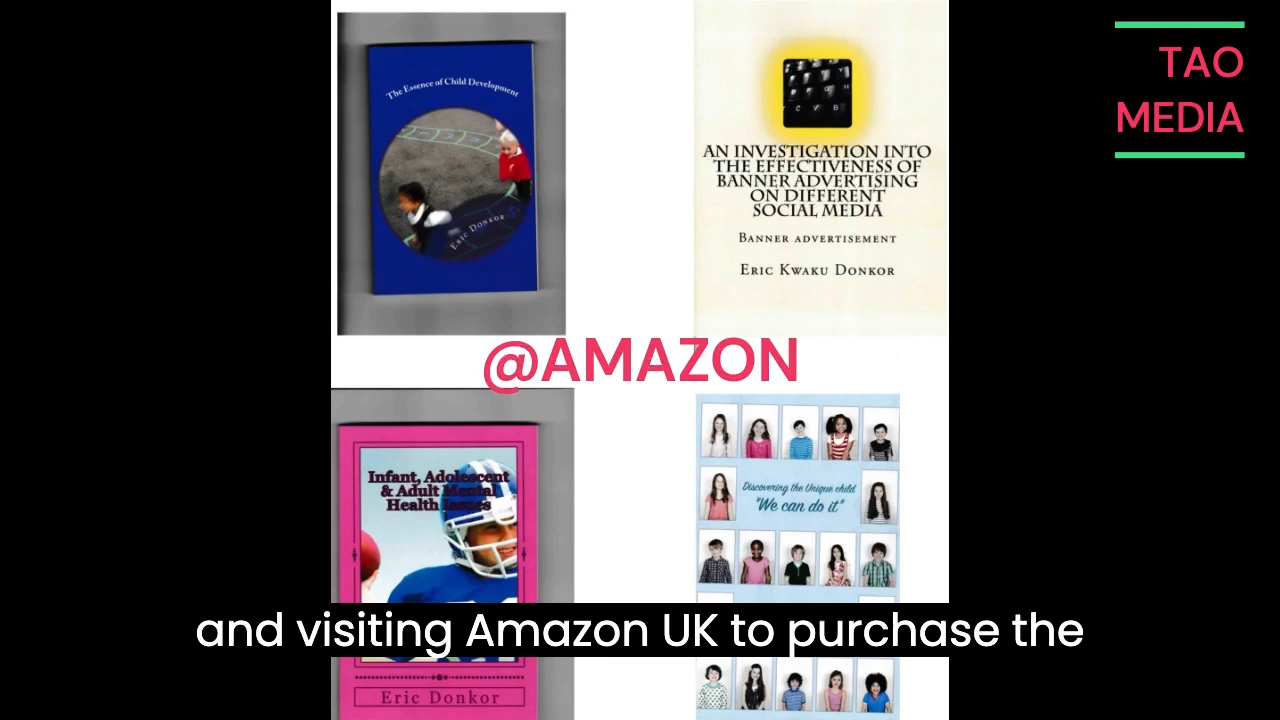 The Essence of Child Development
Eric Donkor
AN INVESTIGATION INTO
THE EFFECTIVENESS OF
BANNER ADVERTISING
ON DIFFERENT
SOCIAL MEDIA
Banner advertisement
Eric Kwaku Donkor
TAO
MEDIA
@AMAZON
Infant, Adolescent
& Adult Mental
Health Issues
Eric Donkor
Discovering the Unique child
"We can do it"
and visiting Amazon UK to purchase the